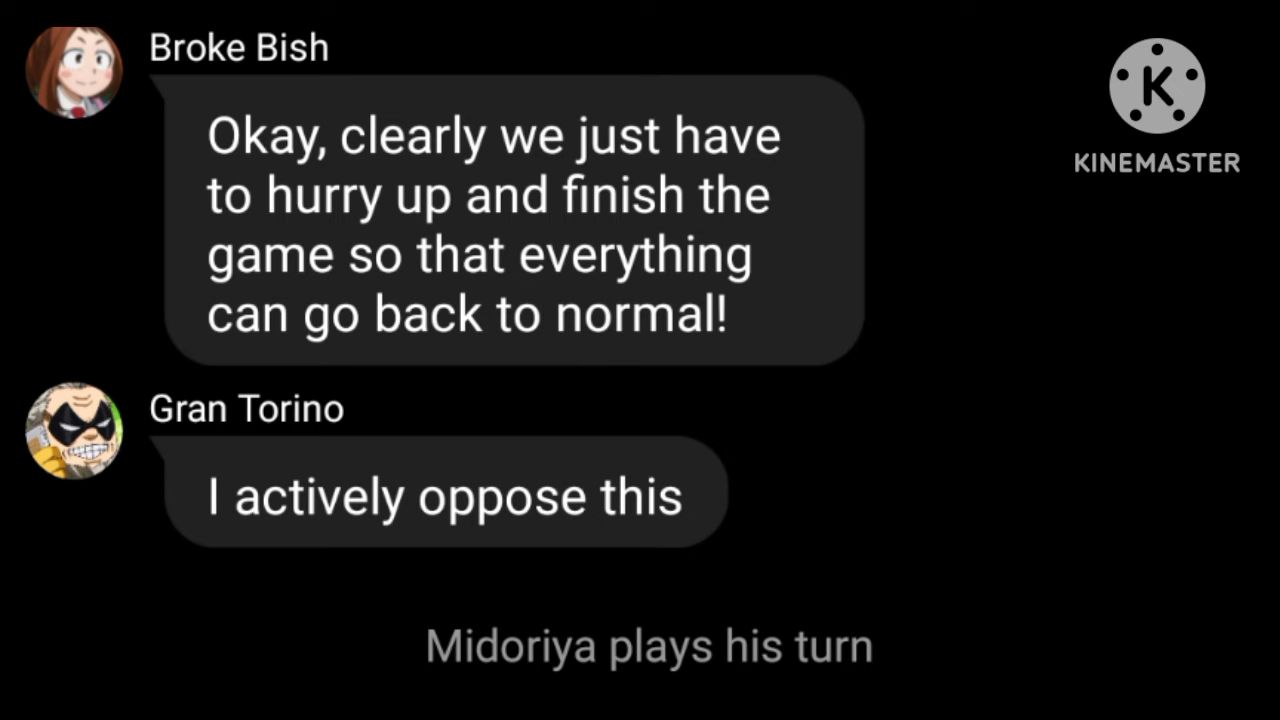 Broke Bish
Okay, clearly we just have
to hurry up and finish the
game so that everything
can go back to normal!
K
KINEMASTER
Gran Torino
I actively oppose this
Midoriya plays his turn